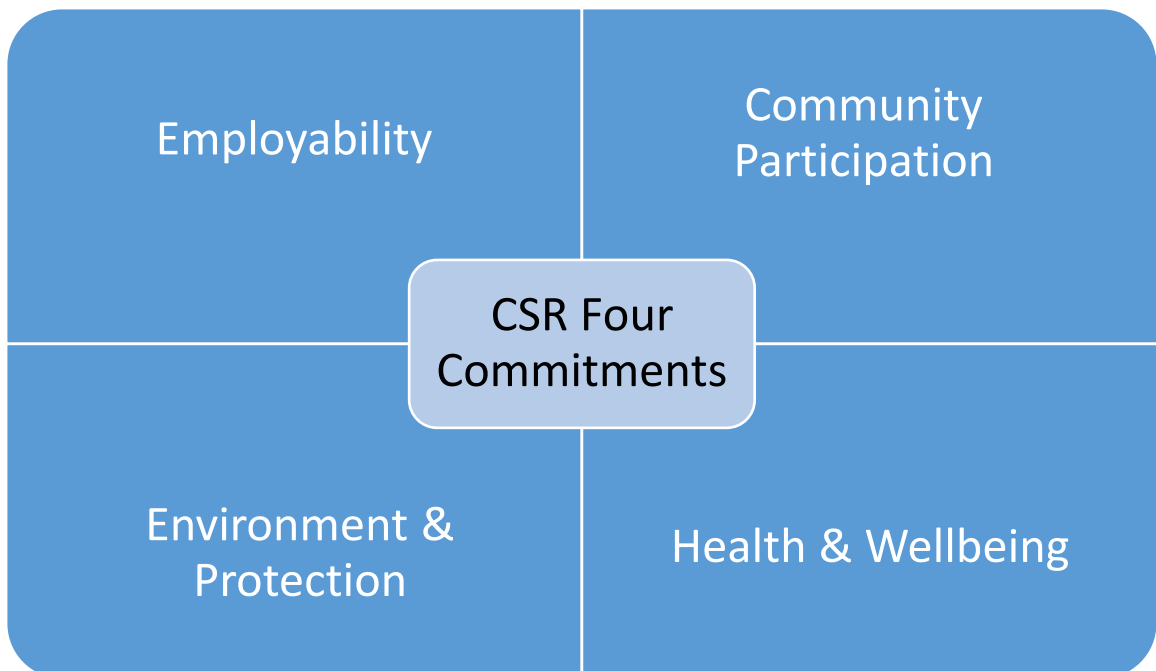 Employability
Community
Participation
CSR Four
Commitments
Environment &
Protection
Health & Wellbeing